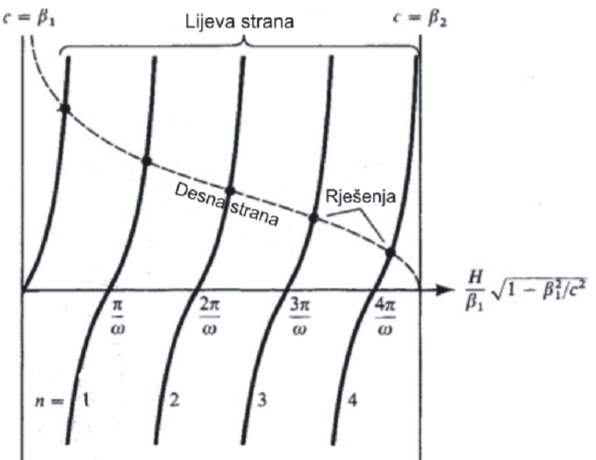 c = β₁
Lijeva strana
c = β₂
Desna strana
Rješenja
π/ω
2π/ω
3π/ω
4π/ω
H/β₁ √1 − β₁²/c²
n = 1
2
3
4